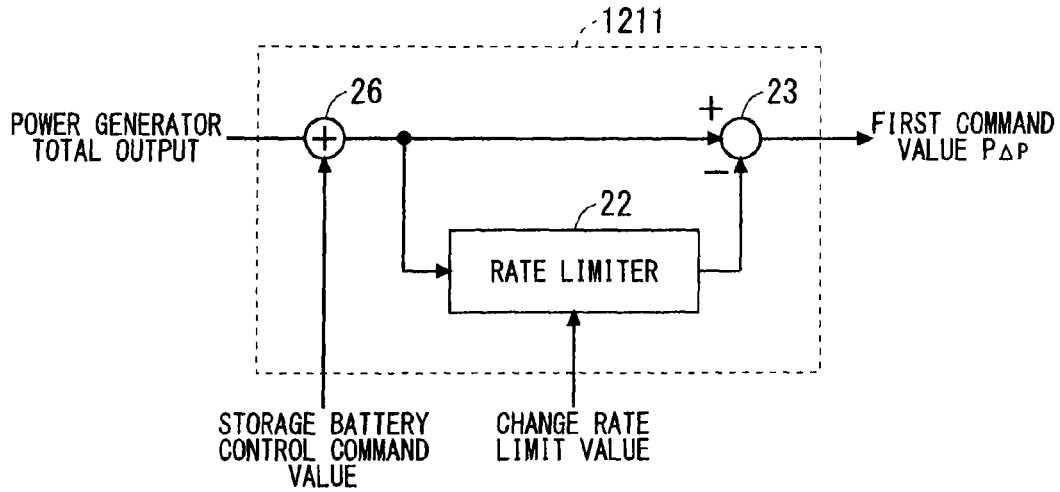 1211
26
+
POWER GENERATOR
TOTAL OUTPUT
+
23
−
FIRST COMMAND
VALUE PΔP
22
RATE LIMITER
STORAGE BATTERY
CONTROL COMMAND
VALUE
CHANGE RATE
LIMIT VALUE